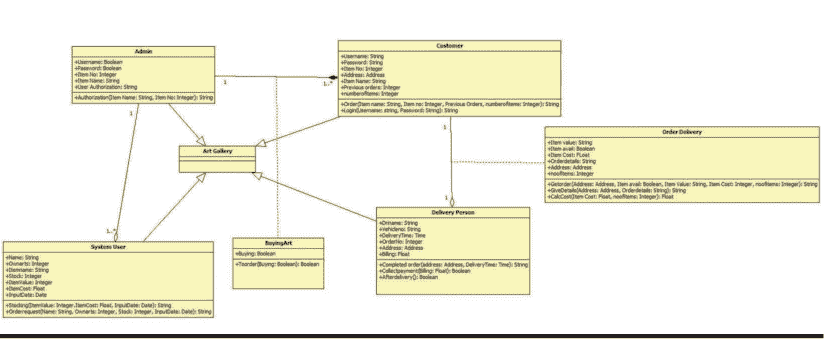 Admin
+Username: Boolean
+Password: Boolean
+Item No: Integer
+Item Name: String
+User Authorization: String
+Authorization(Item Name: String, Item No: Integer): String
1
1
Customer
+Username: String
+Password: String
+Item No: Integer
+Address: Address
+Item Name: String
+Previous orders: Integer
+numberofitems: Integer
+Order(Item name: String, Item no: Integer, Previous Orders, numberofitems: Integer): String
+Login(Username: string, Password: String): String
1..*
1
Art Gallery
Order Delivery
+Item value: String
+Item avail: Boolean
+Item Cost: FLoat
+Orderdetails: String
+Address: Address
+noofitems: Integer
+Getorder(Address: Address, Item avail: Boolean, Item Value: String, Item Cost: Integer, noofitems: Integer): String
+GiveDetails(Address: Address, Orderdetails: String): String
+CalcCost(Item Cost: Float, noofitems: Integer): Float
1
Delivery Person
+Dname: String
+Vehicleno: String
+DeliveryTime: Time
+OrderNo: Integer
+Address: Address
+Billing: Float
+Completed order(address: Address, DeliveryTime: Time): String
+Collectpayment(Billing: Float): Boolean
+Afterdelivery(): Boolean
BuyingArt
+Buying: Boolean
+Toorder(Buying: Boolean): Boolean
1..*
System User
+Name: String
+Ownarts: Integer
+Itemname: String
+Stock: Integer
+ItemValue: Integer
+ItemCost: Float
+InputDate: Date
+Stocking(ItemValue: Integer,ItemCost: Float, InputDate: Date): String
+Orderrequest(Name: String, Ownarts: Integer, Stock: Integer, InputDate: Date): String